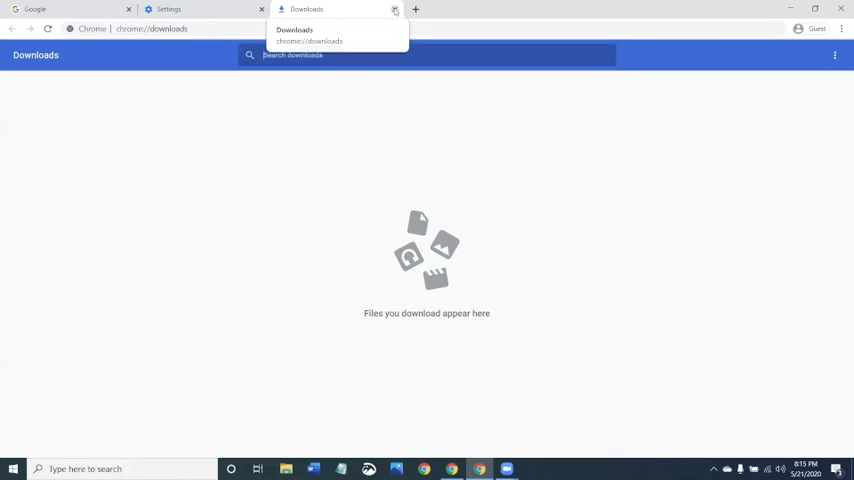 Google
Settings
Downloads
Chrome | chrome://downloads
Guest
Downloads
chrome://downloads
Downloads
Search downloads
Files you download appear here
Type here to search
8:15 PM
5/21/2020
3